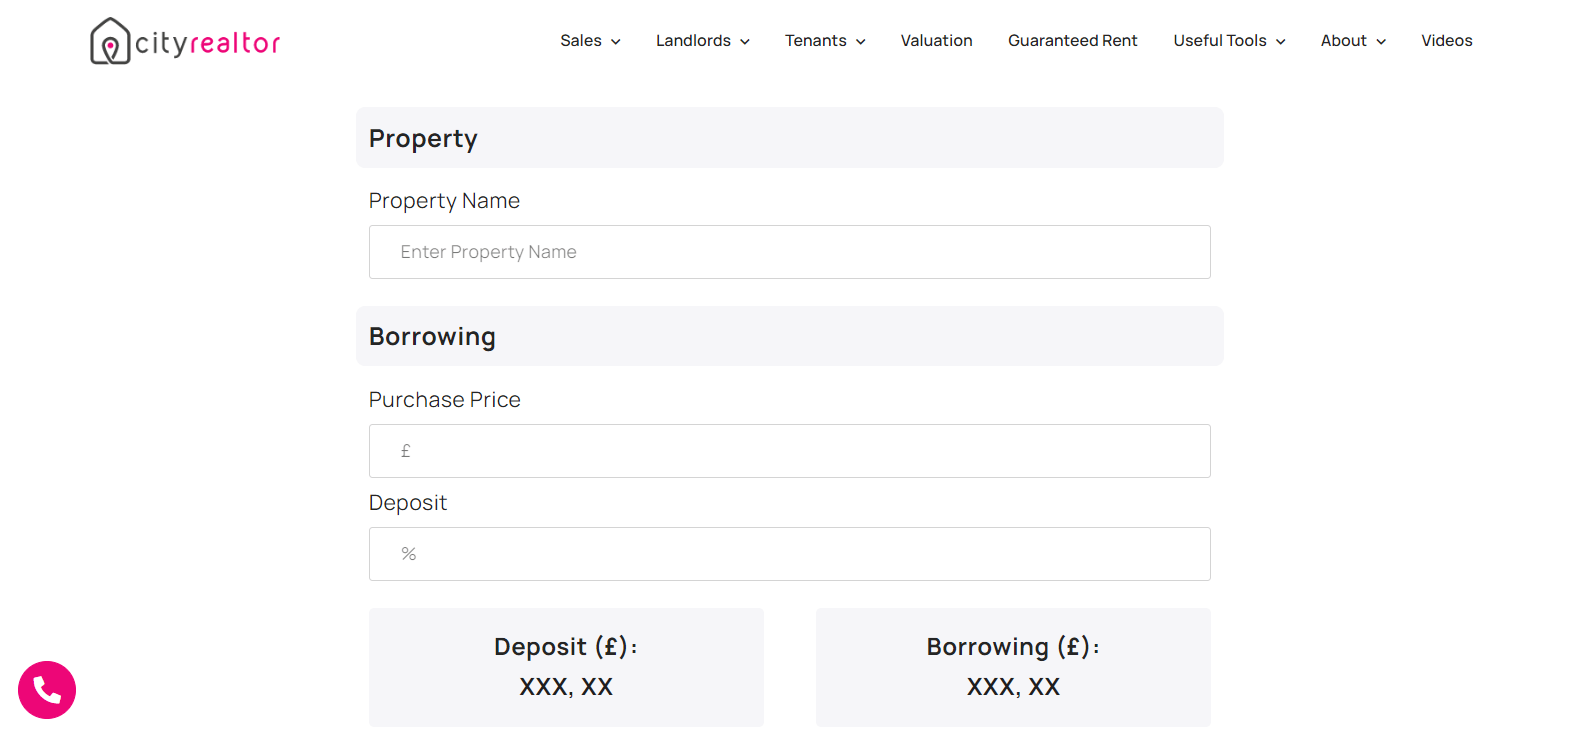 cityrealtor
Sales Landlords Tenants Valuation Guaranteed Rent Useful Tools About Videos
Property
Property Name
Enter Property Name
Borrowing
Purchase Price
£
Deposit
%
Deposit (£):
XXX, XX
Borrowing (£):
XXX, XX